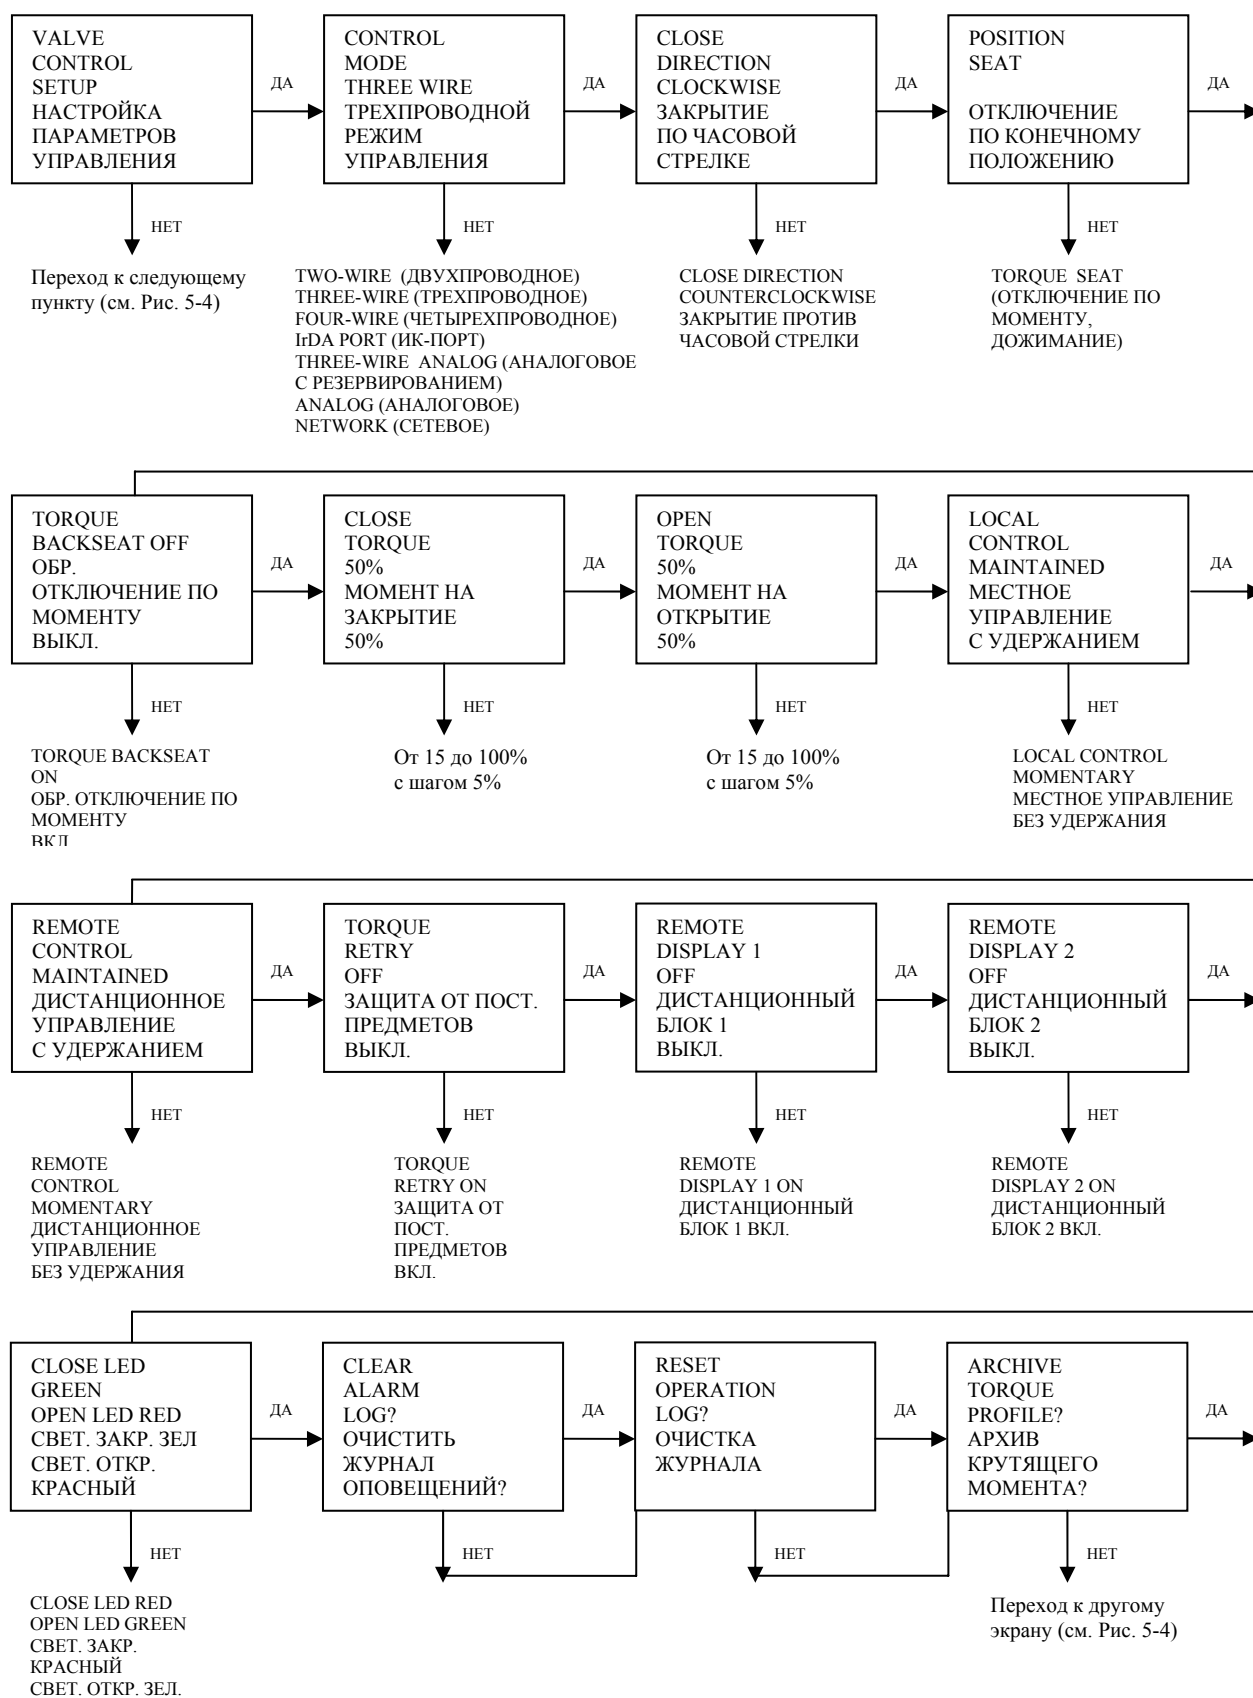 VALVE
CONTROL
SETUP
НАСТРОЙКА
ПАРАМЕТРОВ
УПРАВЛЕНИЯ
ДА
CONTROL
MODE
THREE WIRE
ТРЕХПРОВОДНОЙ
РЕЖИМ
УПРАВЛЕНИЯ
ДА
CLOSE
DIRECTION
CLOCKWISE
ЗАКРЫТИЕ
ПО ЧАСОВОЙ
СТРЕЛКЕ
ДА
POSITION
SEAT
ОТКЛЮЧЕНИЕ
ПО КОНЕЧНОМУ
ПОЛОЖЕНИЮ
ДА
НЕТ
НЕТ
НЕТ
НЕТ
Переход к следующему
пункту (см. Рис. 5-4)
TWO-WIRE (ДВУХПРОВОДНОЕ)
THREE-WIRE (ТРЕХПРОВОДНОЕ)
FOUR-WIRE (ЧЕТЫРЕХПРОВОДНОЕ)
IrDA PORT (ИК-ПОРТ)
THREE-WIRE ANALOG (АНАЛОГОВОЕ
С РЕЗЕРВИРОВАНИЕМ)
ANALOG (АНАЛОГОВОЕ)
NETWORK (СЕТЕВОЕ)
CLOSE DIRECTION
COUNTERCLOCKWISE
ЗАКРЫТИЕ ПРОТИВ
ЧАСОВОЙ СТРЕЛКИ
TORQUE SEAT
(ОТКЛЮЧЕНИЕ ПО
МОМЕНТУ,
ДОЖИМАНИЕ)
TORQUE
BACKSEAT OFF
ОБР.
ОТКЛЮЧЕНИЕ ПО
МОМЕНТУ
ВЫКЛ.
ДА
CLOSE
TORQUE
50%
МОМЕНТ НА
ЗАКРЫТИЕ
50%
ДА
OPEN
TORQUE
50%
МОМЕНТ НА
ОТКРЫТИЕ
50%
ДА
LOCAL
CONTROL
MAINTAINED
МЕСТНОЕ
УПРАВЛЕНИЕ
С УДЕРЖАНИЕМ
ДА
НЕТ
НЕТ
НЕТ
НЕТ
TORQUE BACKSEAT
ON
ОБР. ОТКЛЮЧЕНИЕ ПО
МОМЕНТУ
ВКЛ
От 15 до 100%
с шагом 5%
От 15 до 100%
с шагом 5%
LOCAL CONTROL
MOMENTARY
МЕСТНОЕ УПРАВЛЕНИЕ
БЕЗ УДЕРЖАНИЯ
REMOTE
CONTROL
MAINTAINED
ДИСТАНЦИОННОЕ
УПРАВЛЕНИЕ
С УДЕРЖАНИЕМ
ДА
TORQUE
RETRY
OFF
ЗАЩИТА ОТ ПОСТ.
ПРЕДМЕТОВ
ВЫКЛ.
ДА
REMOTE
DISPLAY 1
OFF
ДИСТАНЦИОННЫЙ
БЛОК 1
ВЫКЛ.
ДА
REMOTE
DISPLAY 2
OFF
ДИСТАНЦИОННЫЙ
БЛОК 2
ВЫКЛ.
ДА
НЕТ
НЕТ
НЕТ
НЕТ
REMOTE
CONTROL
MOMENTARY
ДИСТАНЦИОННОЕ
УПРАВЛЕНИЕ
БЕЗ УДЕРЖАНИЯ
TORQUE
RETRY ON
ЗАЩИТА ОТ
ПОСТ.
ПРЕДМЕТОВ
ВКЛ.
REMOTE
DISPLAY 1 ON
ДИСТАНЦИОННЫЙ
БЛОК 1 ВКЛ.
REMOTE
DISPLAY 2 ON
ДИСТАНЦИОННЫЙ
БЛОК 2 ВКЛ.
CLOSE LED
GREEN
OPEN LED RED
СВЕТ. ЗАКР. ЗЕЛ
СВЕТ. ОТКР.
КРАСНЫЙ
ДА
CLEAR
ALARM
LOG?
ОЧИСТИТЬ
ЖУРНАЛ
ОПОВЕЩЕНИЙ?
ДА
RESET
OPERATION
LOG?
ОЧИСТКА
ЖУРНАЛА
ДА
ARCHIVE
TORQUE
PROFILE?
АРХИВ
КРУТЯЩЕГО
МОМЕНТА?
ДА
НЕТ
НЕТ
НЕТ
НЕТ
CLOSE LED RED
OPEN LED GREEN
СВЕТ. ЗАКР.
КРАСНЫЙ
СВЕТ. ОТКР. ЗЕЛ.
Переход к другому
экрану (см. Рис. 5-4)